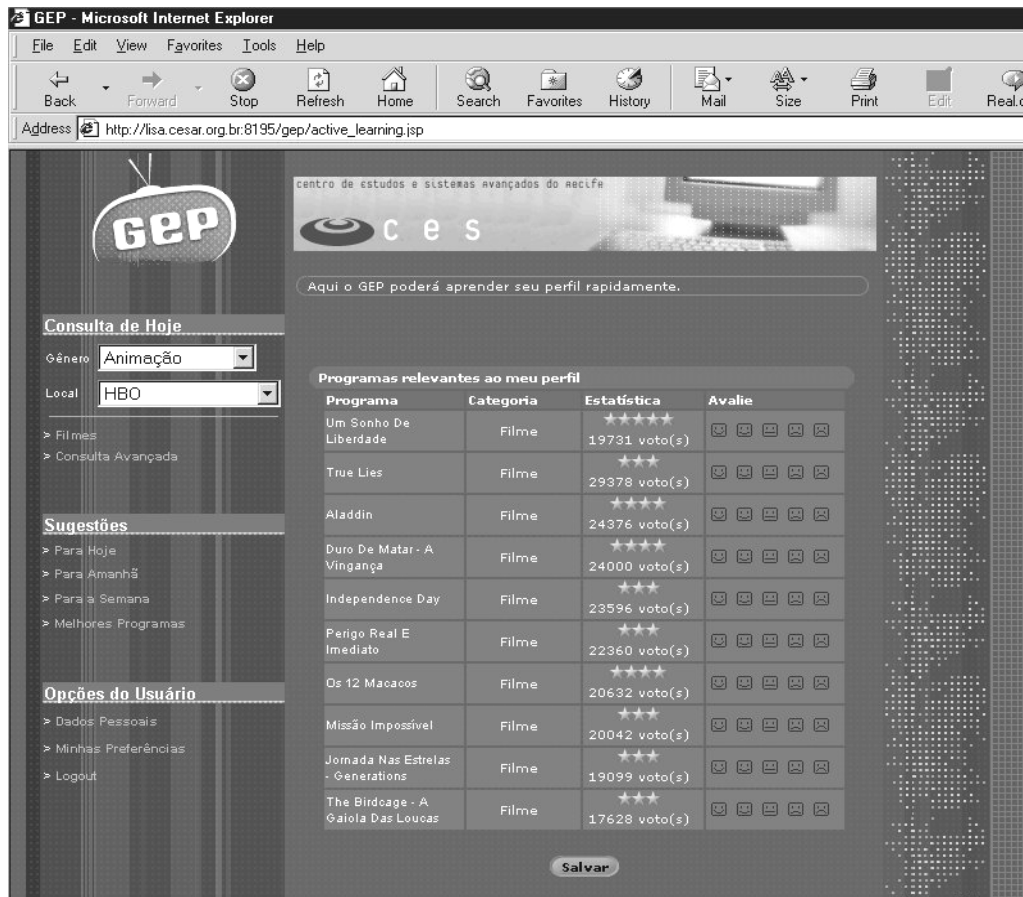 GEP - Microsoft Internet Explorer
File Edit View Favorites Tools Help
Back Forward Stop Refresh Home Search Favorites History Mail Size Print Edit
Address http://lisa.cesar.org.br:8195/gep/active_learning.jsp
GEP
centro de estudos e sistemas avançados do recife
ces
Aqui o GEP poderá aprender seu perfil rapidamente.
Consulta de Hoje
Gênero Animação
Local HBO
> Filmes
> Consulta Avançada
Sugestões
> Para Hoje
> Para Amanhã
> Para a Semana
> Melhores Programas
Opções do Usuário
> Dados Pessoais
> Minhas Preferências
> Logout
Programas relevantes ao meu perfil
Programa Categoria Estatística Avalie
Um Sonho De
Liberdade
Filme
19731 voto(s)
True Lies
Filme
29378 voto(s)
Aladdin
Filme
24376 voto(s)
Duro De Matar - A
Vingança
Filme
24000 voto(s)
Independence Day
Filme
23596 voto(s)
Perigo Real E
Imediato
Filme
22360 voto(s)
Os 12 Macacos
Filme
20632 voto(s)
Missão Impossível
Filme
20042 voto(s)
Jornada Nas Estrelas
- Generations
Filme
19099 voto(s)
The Birdcage - A
Gaiola Das Loucas
Filme
17628 voto(s)
Salvar